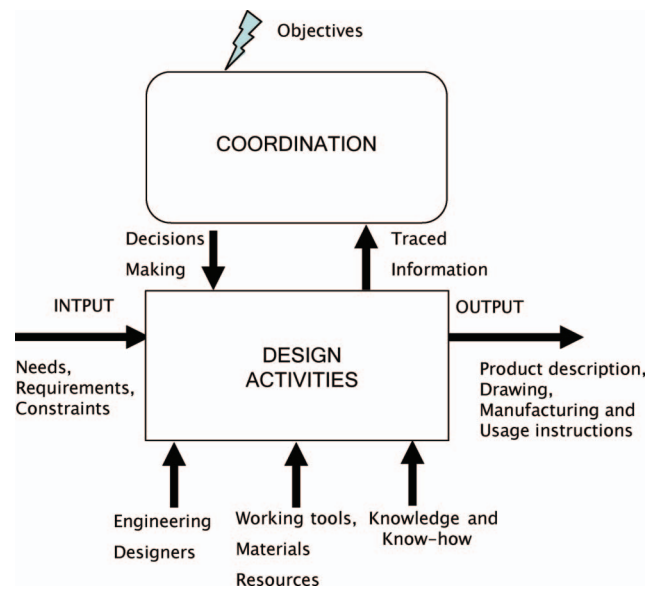 Objectives
COORDINATION
Decisions
Making
Traced
Information
INTPUT
OUTPUT
DESIGN
ACTIVITIES
Needs,
Requirements,
Constraints
Product description,
Drawing,
Manufacturing and
Usage instructions
Engineering
Designers
Working tools,
Materials
Resources
Knowledge and
Know-how